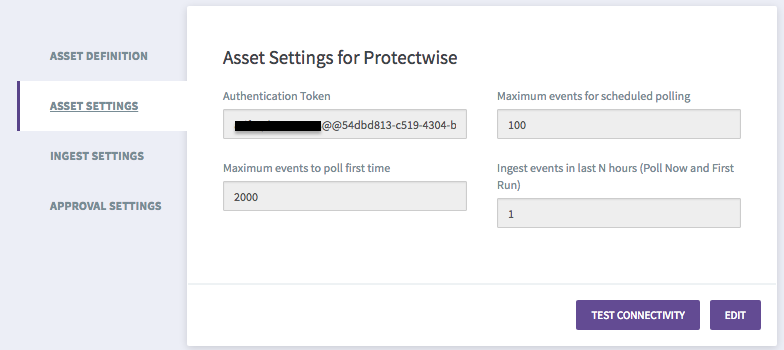 ASSET DEFINITION
ASSET SETTINGS
INGEST SETTINGS
APPROVAL SETTINGS
Asset Settings for Protectwise
Authentication Token
@@54dbd813-c519-4304-b
Maximum events for scheduled polling
100
Maximum events to poll first time
2000
Ingest events in last N hours (Poll Now and First
Run)
1
TEST CONNECTIVITY
EDIT